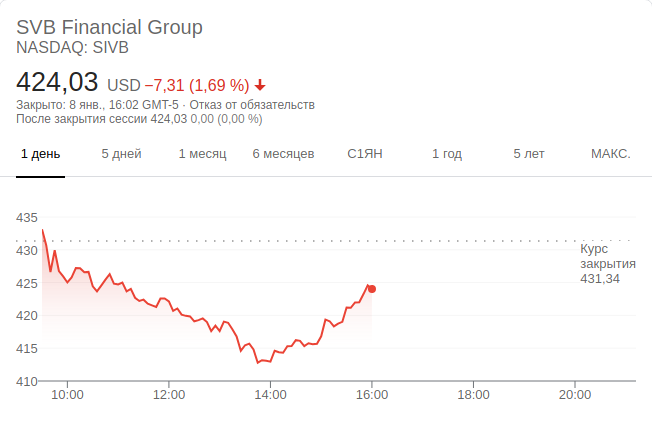 SVB Financial Group
NASDAQ: SIVB
424,03 USD −7,31 (1,69 %)
Закрыто: 8 янв., 16:02 GMT-5 · Отказ от обязательств
После закрытия сессии 424,03 0,00 (0,00 %)
1 день 5 дней 1 месяц 6 месяцев С1ЯН 1 год 5 лет МАКС.
435
430
425
420
415
410
Курс
закрытия
431,34
10:00 12:00 14:00 16:00 18:00 20:00